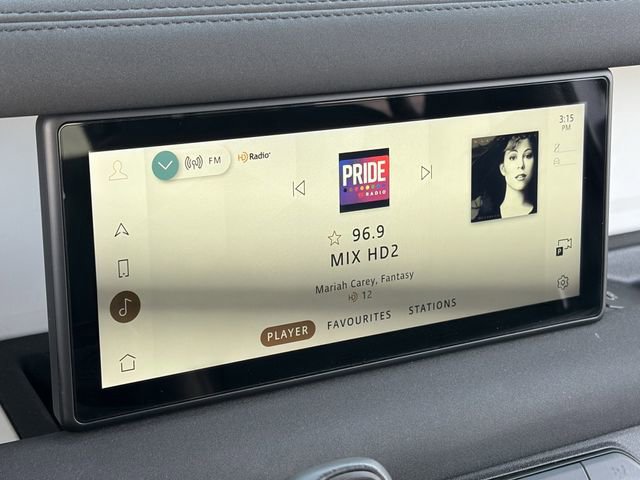 FM
HD Radio
3:15
PM
PRIDE
RADIO
96.9
MIX HD2
Mariah Carey, Fantasy
HD 12
P
PLAYER FAVOURITES STATIONS